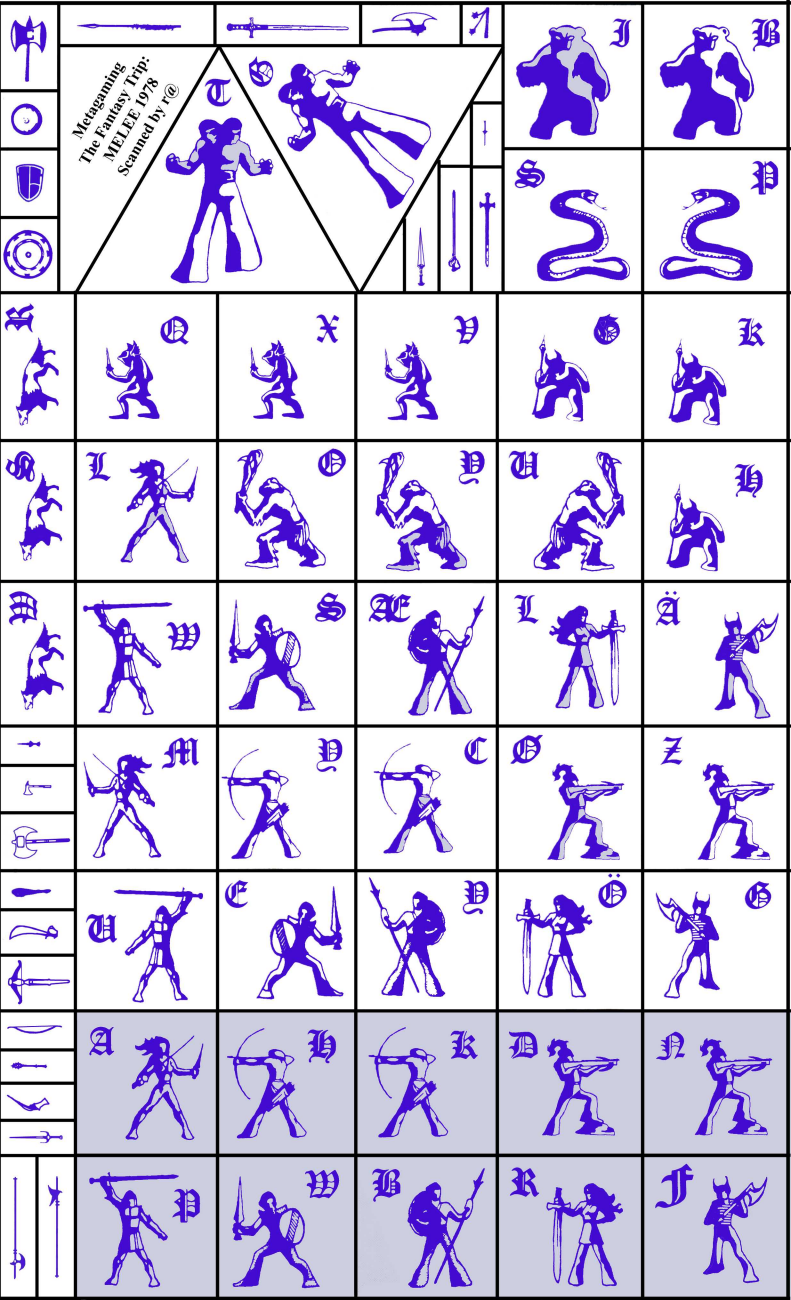 Metagaming
The Fantasy Trip:
MELEE 1978
Scanned by r@
T
J B
S P
Q X V K
L O Y U H
W S Æ L Ä
M Y C Ø Z
U E Y Ö G
A H K D N
P W B R F